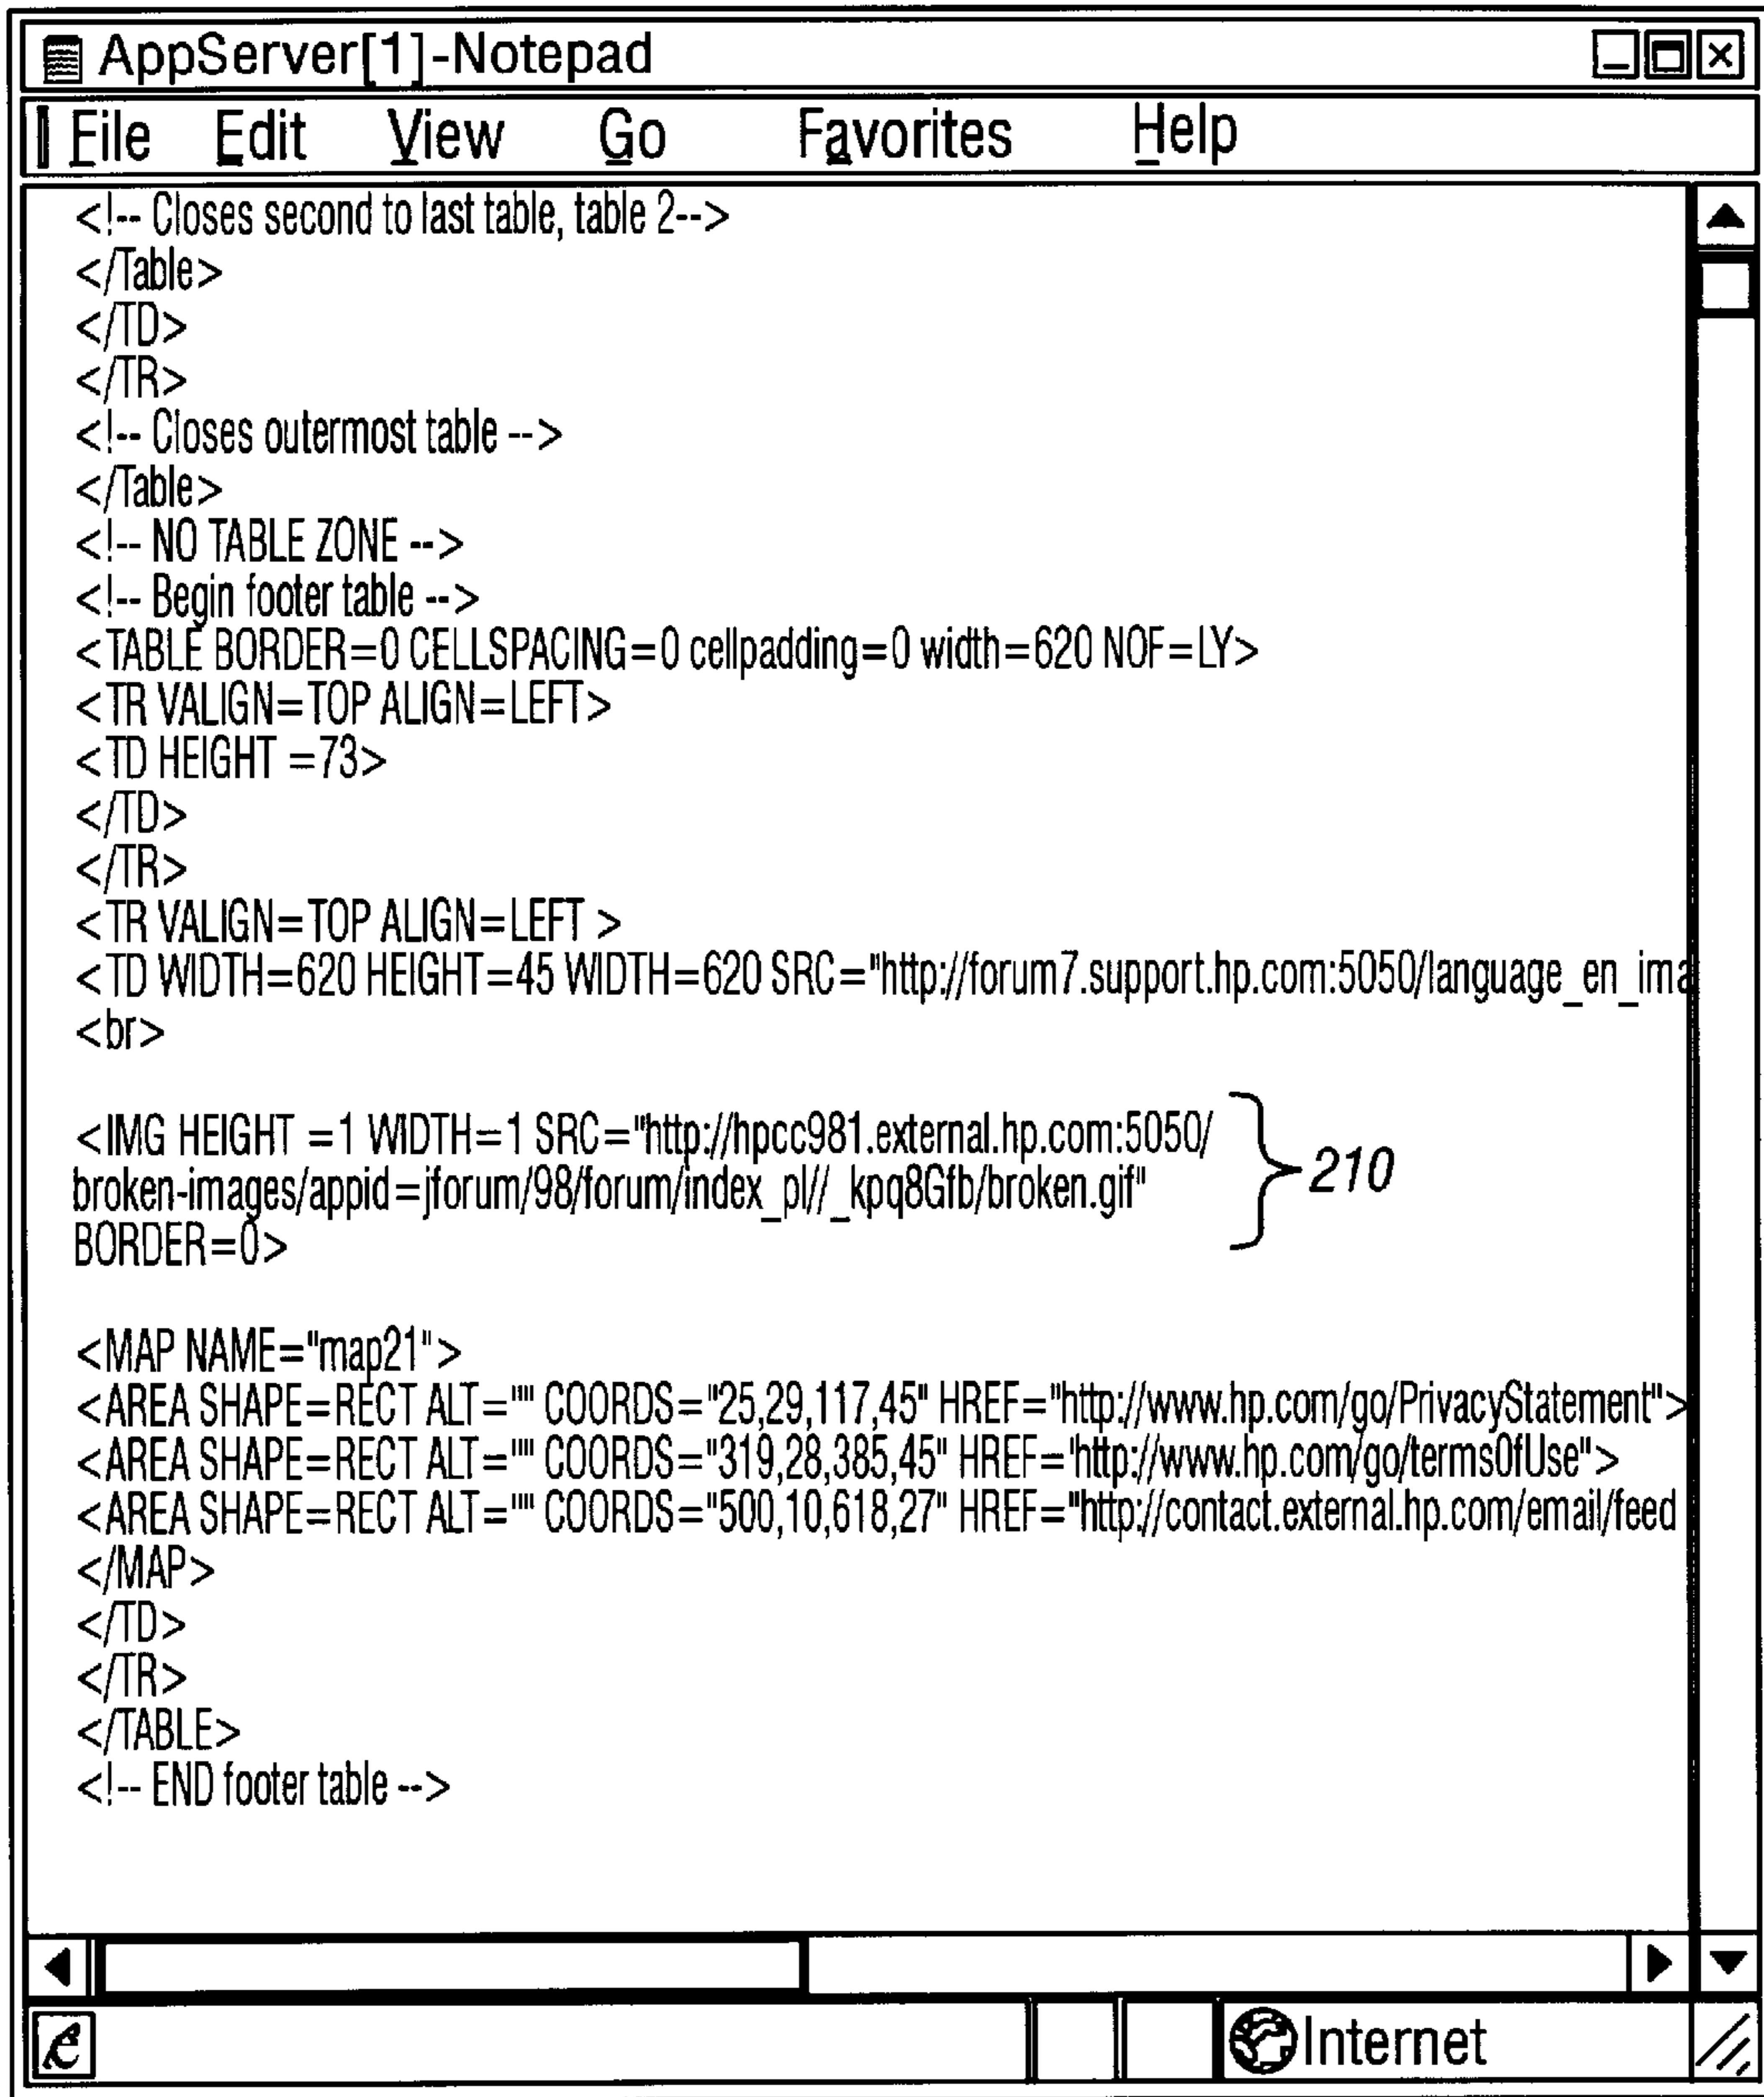 AppServer[1]-Notepad
File Edit View Go Favorites Help
<!-- Closes second to last table, table 2-->
</Table>
</TD>
</TR>
<!-- Closes outermost table -->
</Table>
<!-- NO TABLE ZONE -->
<!-- Begin footer table -->
<TABLE BORDER=0 CELLSPACING=0 cellpadding=0 width=620 NOF=LY>
<TR VALIGN=TOP ALIGN=LEFT>
<TD HEIGHT =73>
</TD>
</TR>
<TR VALIGN=TOP ALIGN=LEFT >
<TD WIDTH=620 HEIGHT=45 WIDTH=620 SRC="http://forum7.support.hp.com:5050/language_en_ima
<br>
<IMG HEIGHT =1 WIDTH=1 SRC="http://hpcc981.external.hp.com:5050/
broken-images/appid=jforum/98/forum/index_pl//_kpq8Gfb/broken.gif"
BORDER=0>
210
<MAP NAME="map21">
<AREA SHAPE=RECT ALT="" COORDS="25,29,117,45" HREF="http://www.hp.com/go/PrivacyStatement">
<AREA SHAPE=RECT ALT="" COORDS="319,28,385,45" HREF='http://www.hp.com/go/termsOfUse">
<AREA SHAPE=RECT ALT="" COORDS="500,10,618,27" HREF="http://contact.external.hp.com/email/feed
</MAP>
</TD>
</TR>
</TABLE>
<!-- END footer table -->
Internet